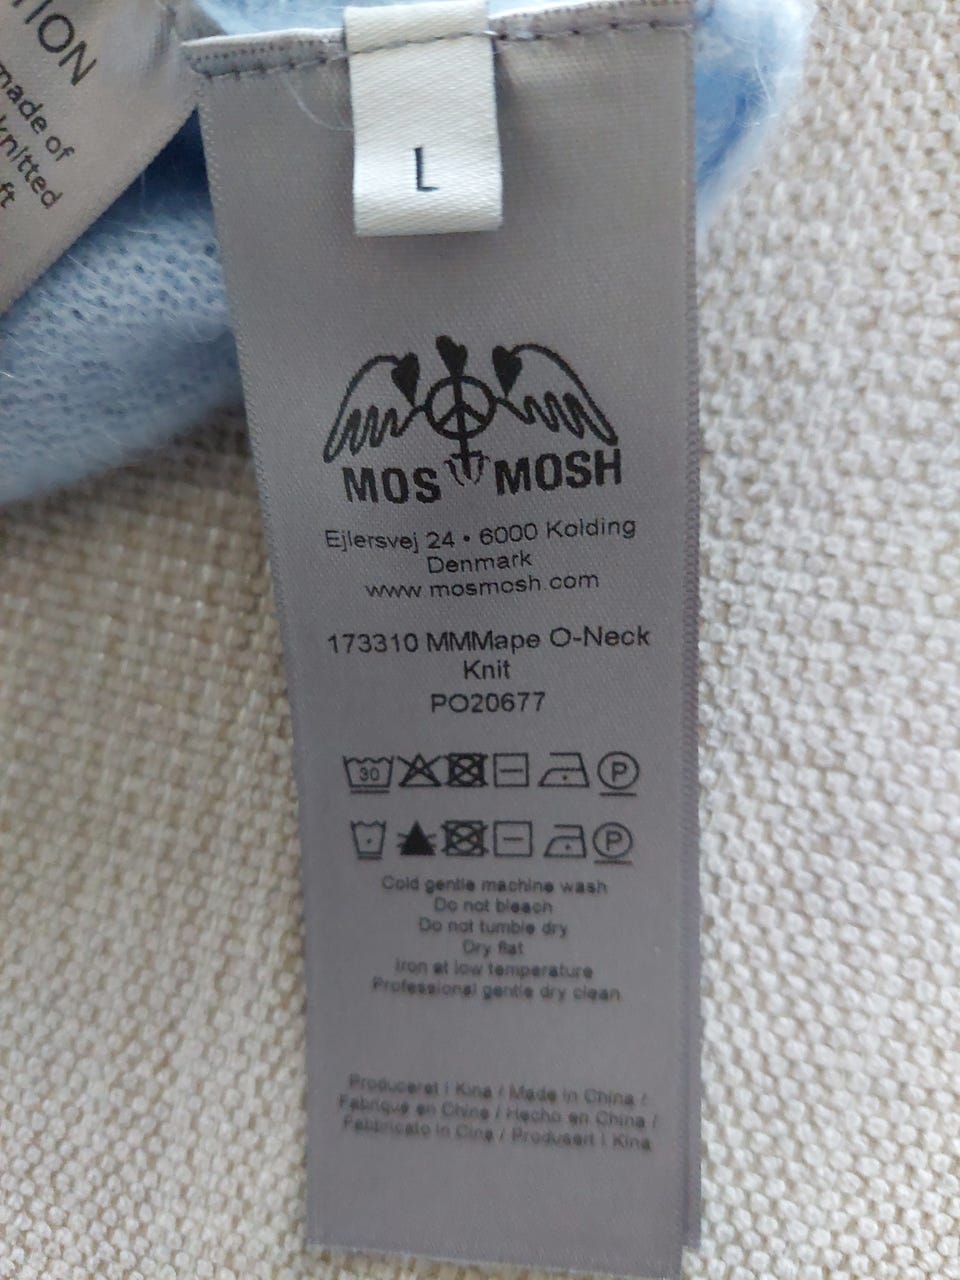 TION
made of
knitted
ft
L
MOS MOSH
Ejlersvej 24 • 6000 Kolding
Denmark
www mosmosh.com
173310 MMMape O-Neck
Knit
PO20677
30 P
P
Cold gentle machine wash
Do not bleach
Do not tumble dry
Dry flat
Iron at low temperature
Professional gentle dry clean
Produceret i Kina / Made in China /
Fabriqué en Chine / Hecho en China /
Fabbricato in Cina / Produsert i Kina